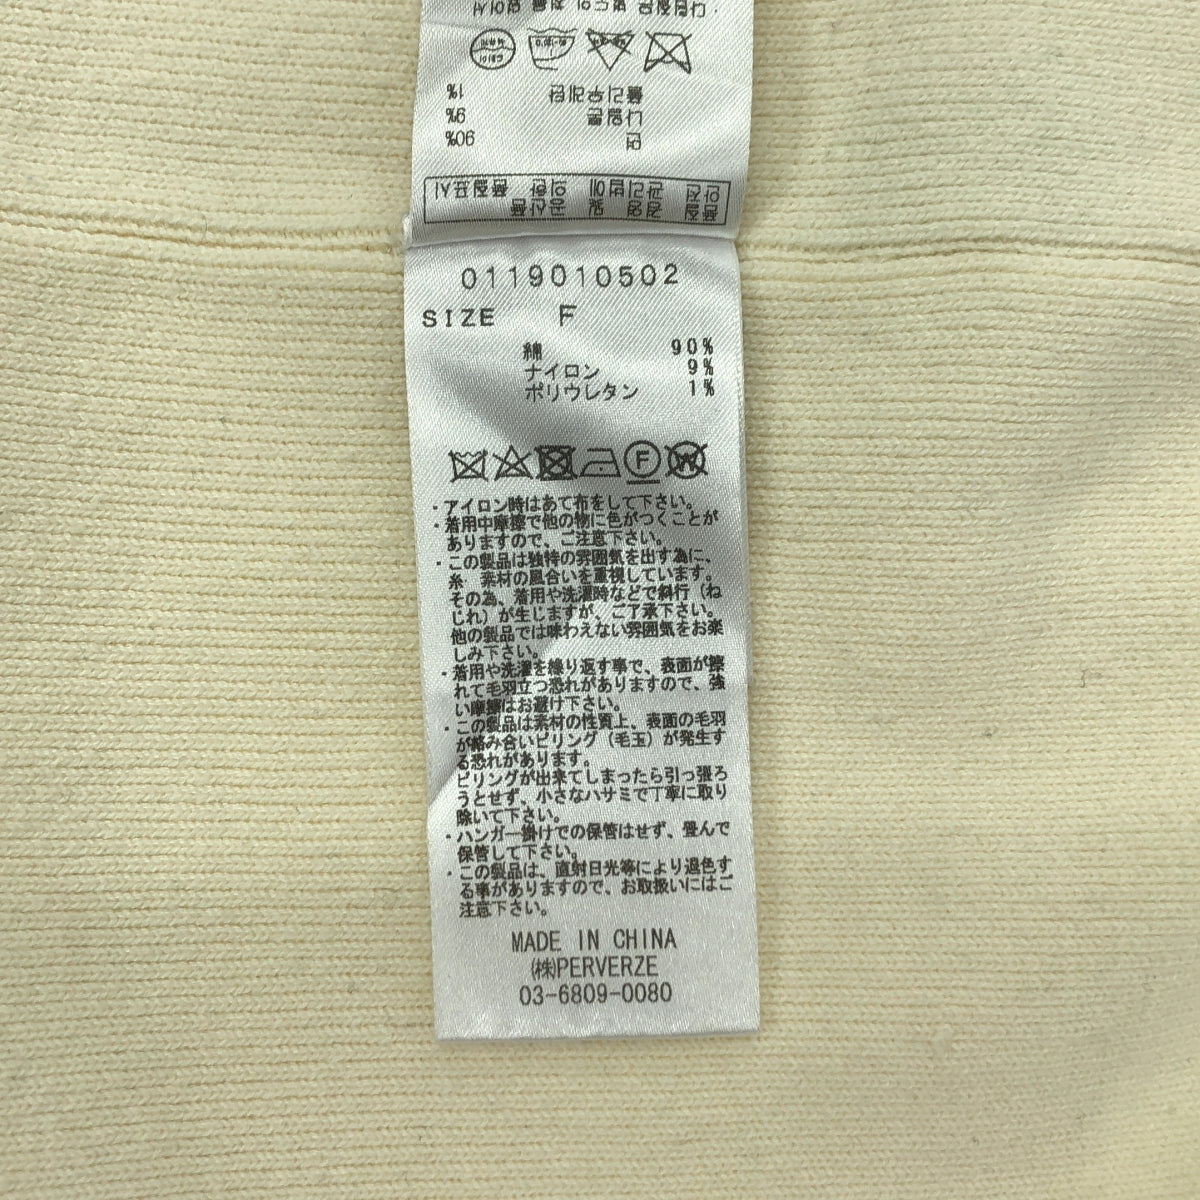 0119010502
SIZE F
綿 90%
ナイロン 9%
ポリウレタン 1%
F
W
・アイロン時はあて布をして下さい。
・着用中摩擦で他の物に色がつくことが
ありますので、ご注意下さい。
・この製品は独特の雰囲気を出す為に、
糸 素材の風合いを重視しています。
その為、着用や洗濯時などで斜行（ね
じれ）が生じますが、ご了承下さい。
他の製品では味わえない雰囲気をお楽
しみ下さい。
・着用や洗濯を繰り返す事で、表面が擦
れて毛羽立つ恐れがありますので、強
い摩擦はお避け下さい。
・この製品は素材の性質上、表面の毛羽
が絡み合いピリング（毛玉）が発生す
る恐れがあります。
ピリングが出来てしまったら引っ張ろ
うとせず、小さなハサミで丁寧に取り
除いて下さい。
・ハンガー掛けでの保管はせず、畳んで
保管して下さい。
・この製品は、直射日光等により退色す
る事がありますので、お取扱いにはご
注意下さい。
MADE IN CHINA
㈱PERVERZE
03-6809-0080